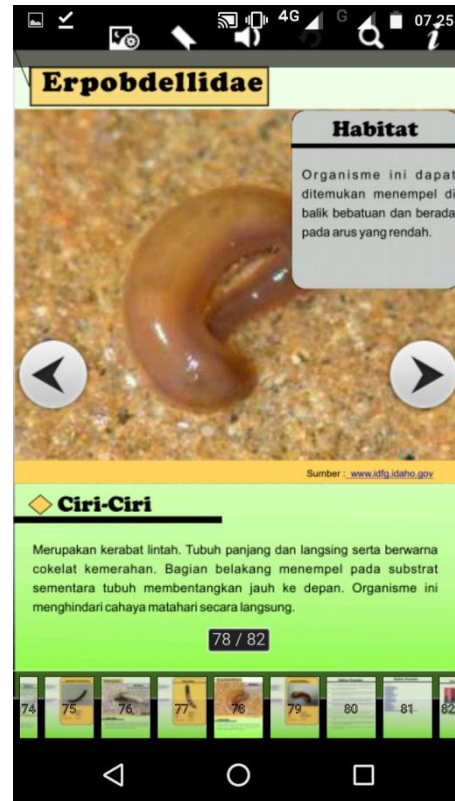 4G
G
07.25
Erpobdellidae
Habitat
Organisme ini dapat
ditemukan menempel di
balik bebatuan dan berada
pada arus yang rendah.
Sumber : www.idfg.idaho.gov
Ciri-Ciri
Merupakan kerabat lintah. Tubuh panjang dan langsing serta berwarna
cokelat kemerahan. Bagian belakang menempel pada substrat
sementara tubuh membentangkan jauh ke depan. Organisme ini
menghindari cahaya matahari secara langsung.
78 / 82
74 75 76 77 78 79 80 81 82